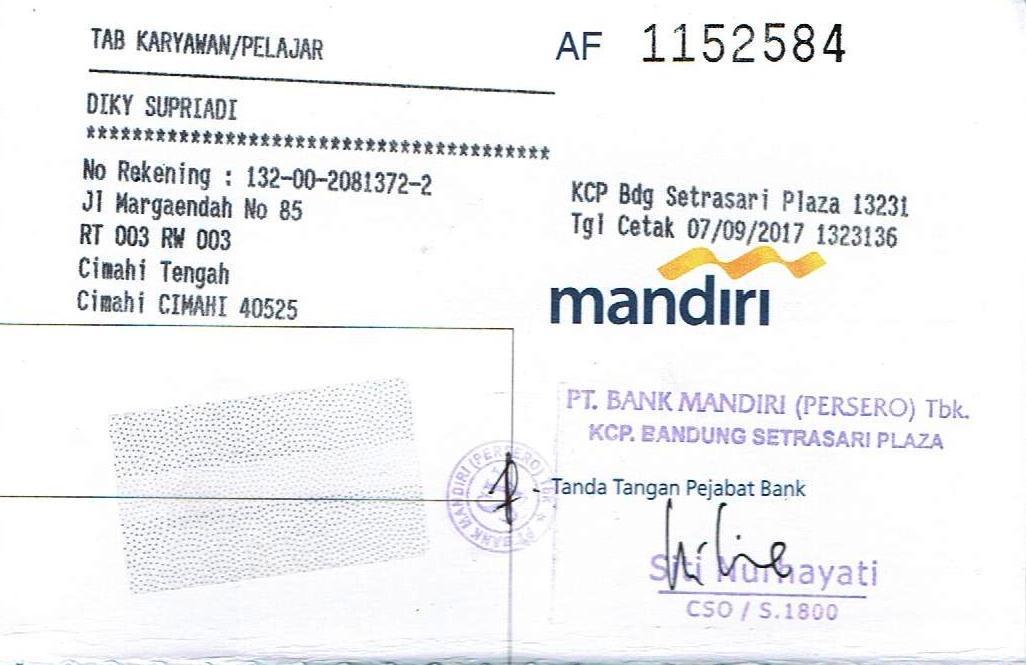 TAB KARYAWAN/PELAJAR
AF 1152584
DIKY SUPRIADI
****************************************
No Rekening : 132-00-2081372-2
Jl Margaendah No 85
RT 003 RW 003
Cimahi Tengah
Cimahi CIMAHI 40525
KCP Bdg Setrasari Plaza 13231
Tgl Cetak 07/09/2017 1323136
mandırı
PT. BANK MANDIRI (PERSERO) Tbk.
KCP. BANDUNG SETRASARI PLAZA
PT. BANK MANDIRI (PERSERO) Tbk
Tanda Tangan Pejabat Bank
Siti Nurhayati
CSO / S.1800